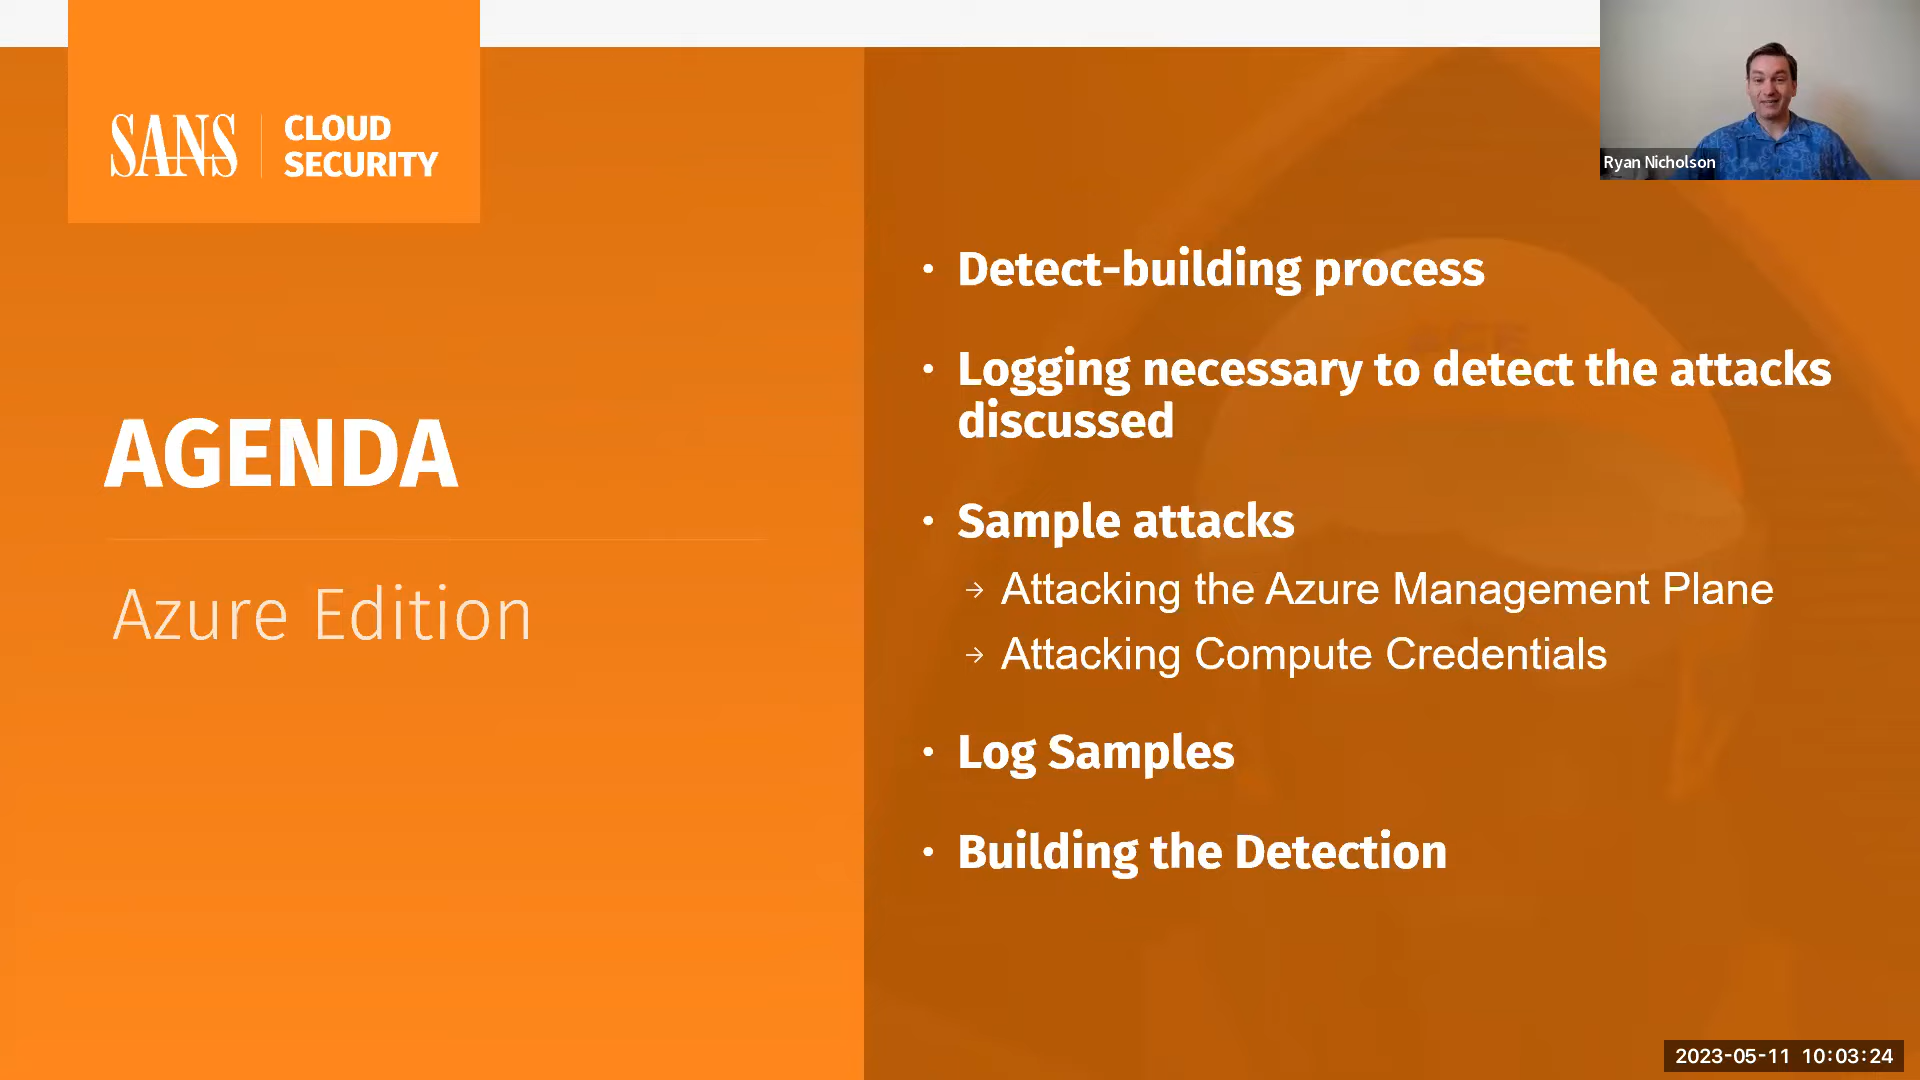 SANS
CLOUD
SECURITY
AGENDA
Azure Edition
Ryan Nicholson
• Detect-building process
• Logging necessary to detect the attacks
discussed
• Sample attacks
→ Attacking the Azure Management Plane
→ Attacking Compute Credentials
• Log Samples
• Building the Detection
2023-05-11 10:03:24